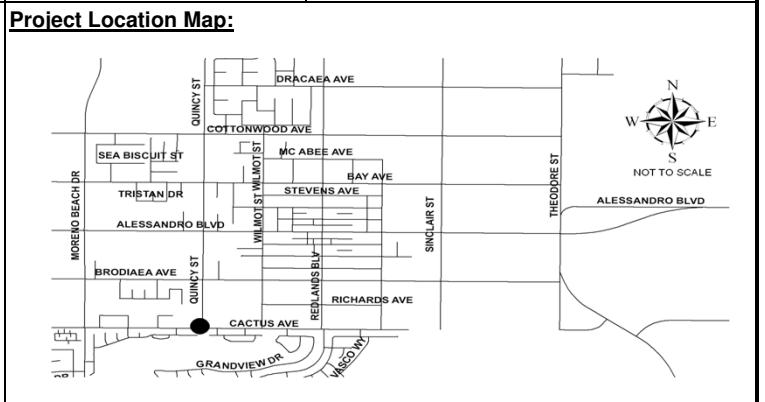 Project Location Map:
DRACAEA AVE
QUINCY ST
COTTONWOOD AVE
N
W E
S
NOT TO SCALE
SEA BISCUIT ST
WILMOT ST
MC ABEE AVE
BAY AVE
TRISTAN DR
STEVENS AVE
MORENO BEACH DR
ALESSANDRO BLVD
WILMOT ST
SINCLAIR ST
THEODORE ST
ALESSANDRO BLVD
BRODIAEA AVE
QUINCY ST
REDLANDS BLV
RICHARDS AVE
CACTUS AVE
GRANDVIEW DR
VASCO WY
DR